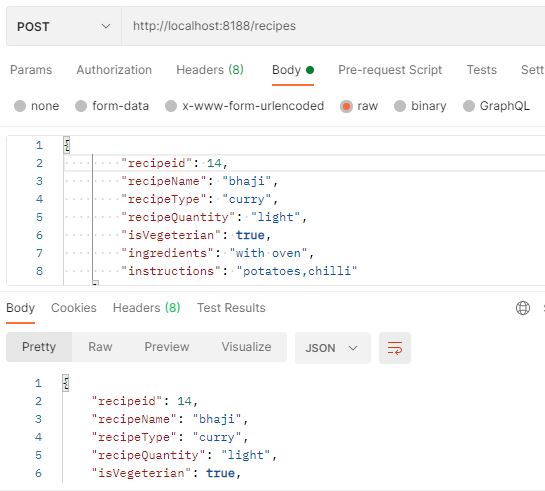 POST http://localhost:8188/recipes
Params Authorization Headers (8) Body Pre-request Script Tests Sett
none form-data x-www-form-urlencoded raw binary GraphQL
1 {
2 "recipeid": 14,
3 "recipeName": "bhaji",
4 "recipeType": "curry",
5 "recipeQuantity": "light",
6 "isVegeterian": true,
7 "ingredients": "with oven",
8 "instructions": "potatoes,chilli"
Body Cookies Headers (8) Test Results
Pretty Raw Preview Visualize JSON
1 {
2 "recipeid": 14,
3 "recipeName": "bhaji",
4 "recipeType": "curry",
5 "recipeQuantity": "light",
6 "isVegeterian": true,